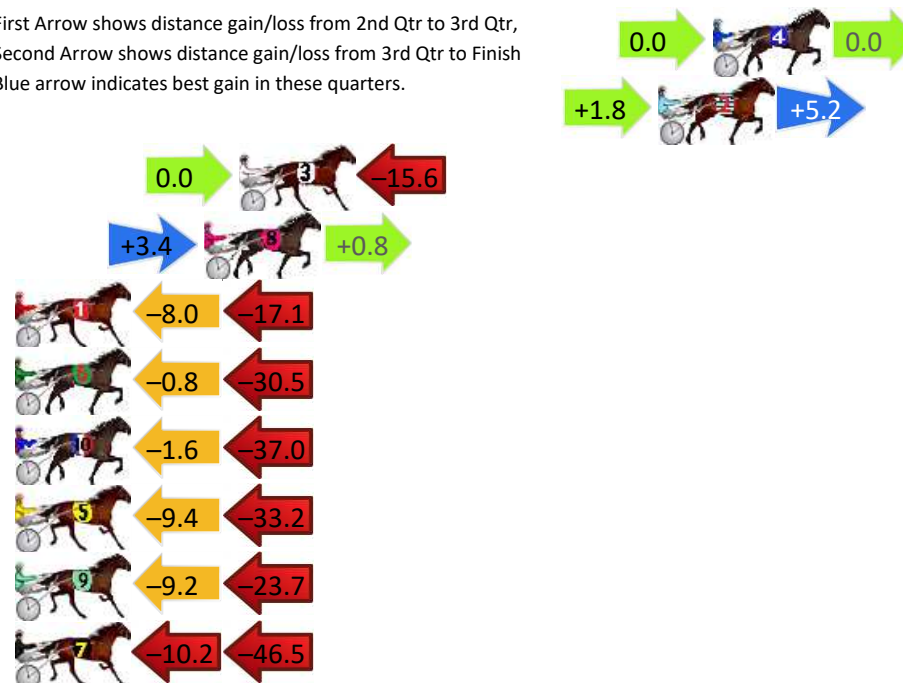 First Arrow shows distance gain/loss from 2nd Qtr to 3rd Qtr,
Second Arrow shows distance gain/loss from 3rd Qtr to Finish
Blue arrow indicates best gain in these quarters.
0.0 4 0.0
+1.8 2 +5.2
0.0 3 –15.6
+3.4 8 +0.8
1 –8.0 –17.1
6 –0.8 –30.5
10 –1.6 –37.0
5 –9.4 –33.2
9 –9.2 –23.7
7 –10.2 –46.5